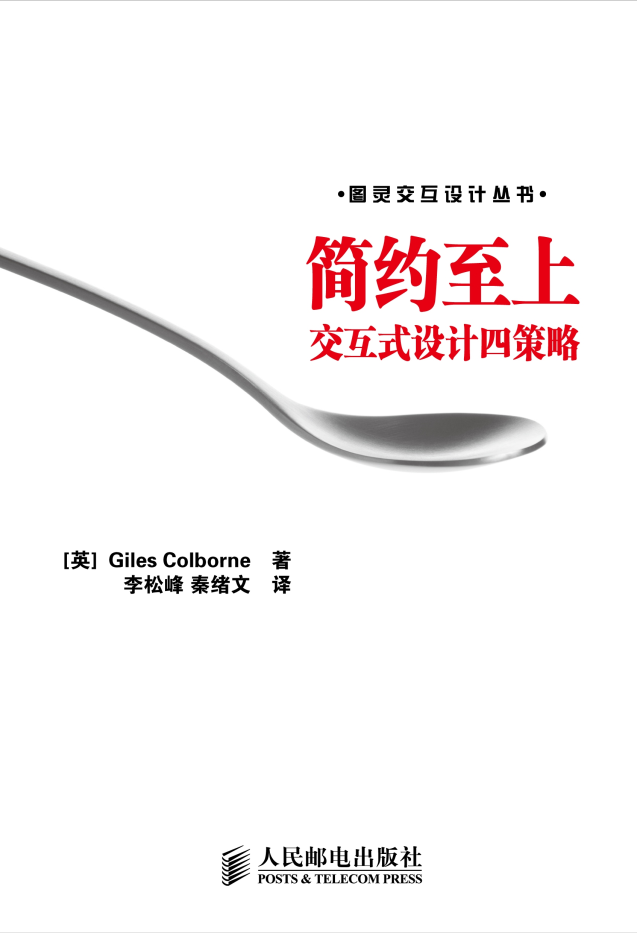 •图灵交互设计丛书•
简约至上
交互式设计四策略
[英] Giles Colborne 著
李松峰 秦绪文 译
人民邮电出版社
POSTS & TELECOM PRESS